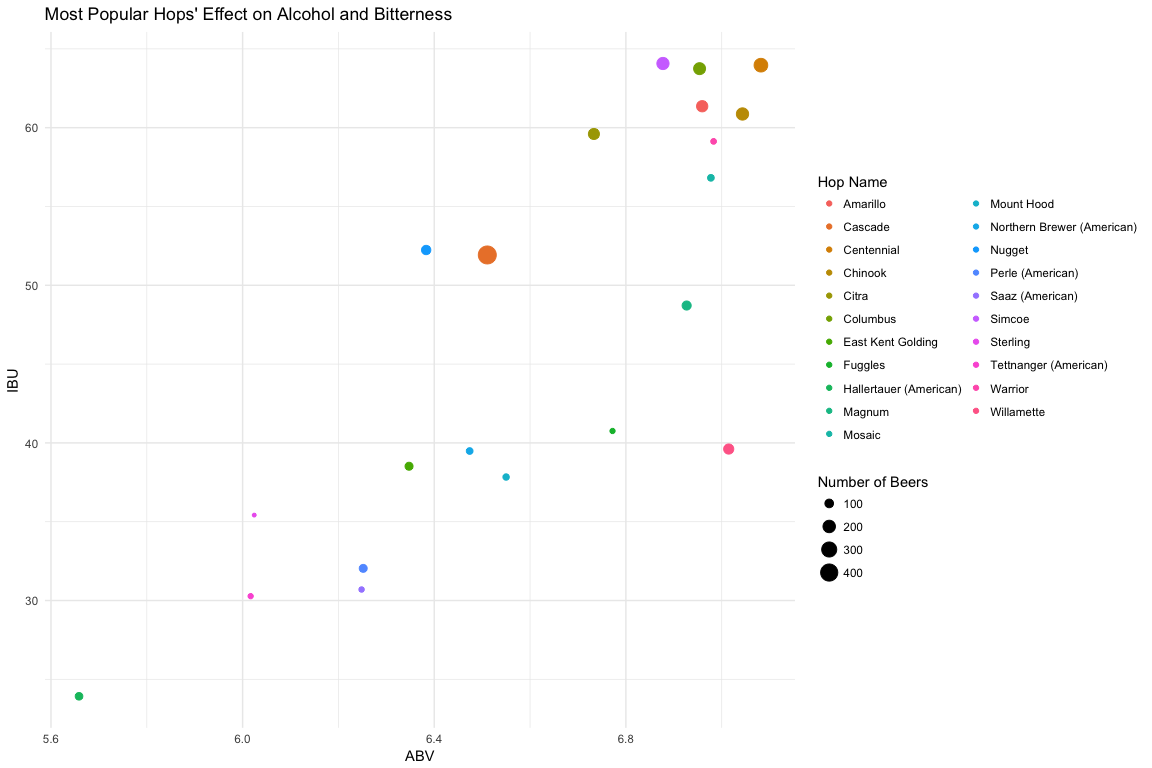 Most Popular Hops' Effect on Alcohol and Bitterness
60
50
40
30
IBU
5.6
6.0
6.4
6.8
ABV
Hop Name
Amarillo
Cascade
Centennial
Chinook
Citra
Columbus
East Kent Golding
Fuggles
Hallertauer (American)
Magnum
Mosaic
Mount Hood
Northern Brewer (American)
Nugget
Perle (American)
Saaz (American)
Simcoe
Sterling
Tettnanger (American)
Warrior
Willamette
Number of Beers
100
200
300
400